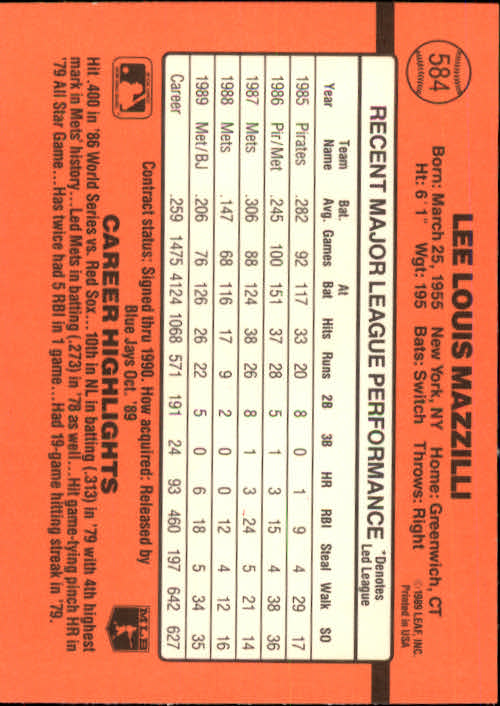 584
LEE LOUIS MAZZILLI
Born: March 25, 1955 New York, NY Home: Greenwich, CT
Ht: 6' 1" Wgt: 195 Bats: Switch Throws: Right
©1989 LEAF, INC.
Printed in USA
RECENT MAJOR LEAGUE PERFORMANCE *Denotes Led League
Year Team Name Bat. Avg. Games At Bat Hits Runs 2B 3B HR RBI Steal Walk SO
1985 Pirates .282 92 117 33 20 8 0 1 9 4 29 17
1986 Pir/Met .245 100 151 37 28 5 1 3 15 4 38 36
1987 Mets .306 88 124 38 26 8 1 3 24 5 21 14
1988 Mets .147 68 116 17 9 2 0 0 12 4 12 16
1989 Met/BJ .206 76 126 26 22 5 0 6 18 5 34 35
Career .259 1475 4124 1068 571 191 24 93 460 197 642 627
Contract status: Signed thru 1990. How acquired: Released by
Blue Jays Oct. '89
CAREER HIGHLIGHTS
MLB
Hit .400 in '86 World Series vs. Red Sox...10th in NL in batting (.313) in '79 with 4th highest
mark in Mets' history...Led Mets in batting (.273) in '78 as well...Hit game-tying pinch HR in
'79 All Star Game...Has twice had 5 RBI in 1 game...Had 19-game hitting streak in '79.